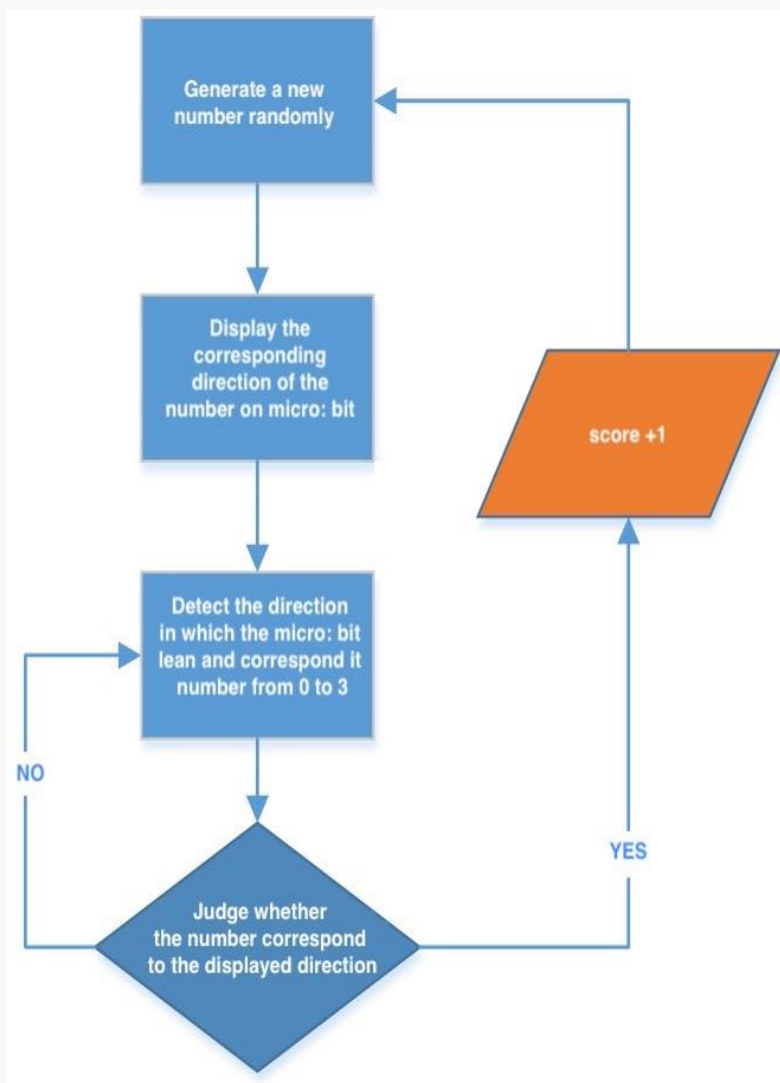 Generate a new
number randomly
Display the
corresponding
direction of the
number on micro: bit
score +1
Detect the direction
in which the micro: bit
lean and correspond it
number from 0 to 3
NO
YES
Judge whether
the number correspond
to the displayed direction